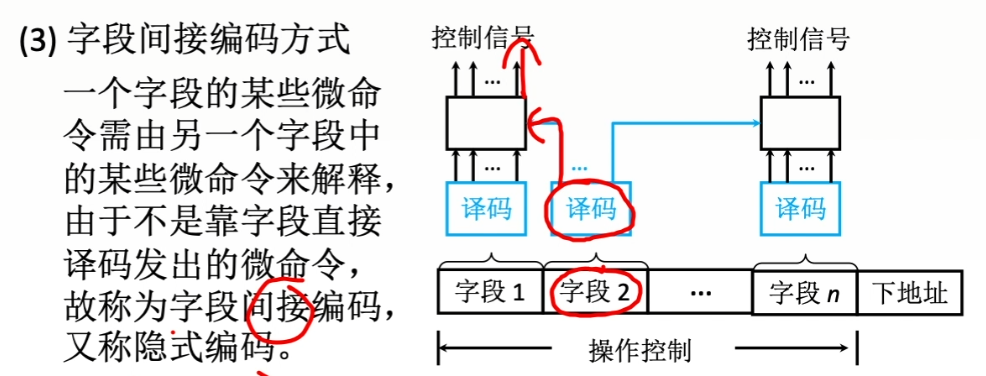 (3) 字段间接编码方式
一个字段的某些微命
令需由另一个字段中
的某些微命令来解释，
由于不是靠字段直接
译码发出的微命令，
故称为字段间接编码，
又称隐式编码。
控制信号
控制信号
...
...
...
...
...
译码
译码
译码
字段 1
字段 2
...
字段 n
下地址
操作控制